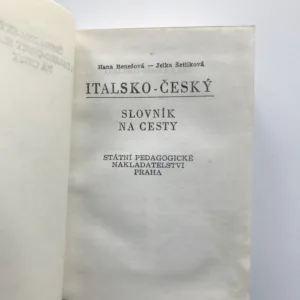 Hana Benešová — Jelka Šetlíková
ITALSKO-ČESKÝ
SLOVNÍK
NA CESTY
STÁTNÍ PEDAGOGICKÉ
NAKLADATELSTVÍ
PRAHA